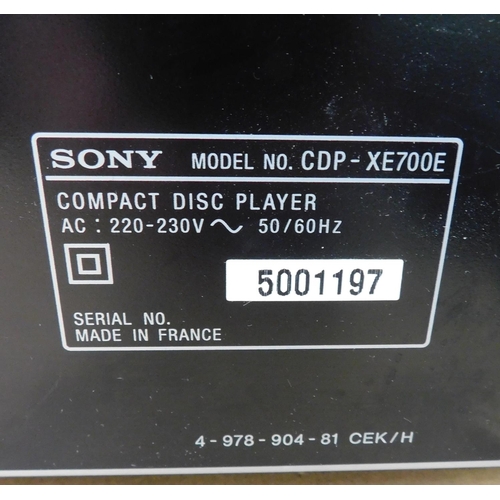 SONY MODEL NO. CDP-XE700E
COMPACT DISC PLAYER
AC : 220-230V ～ 50/60Hz
5001197
SERIAL NO.
MADE IN FRANCE
4-978-904-81 CEK/H